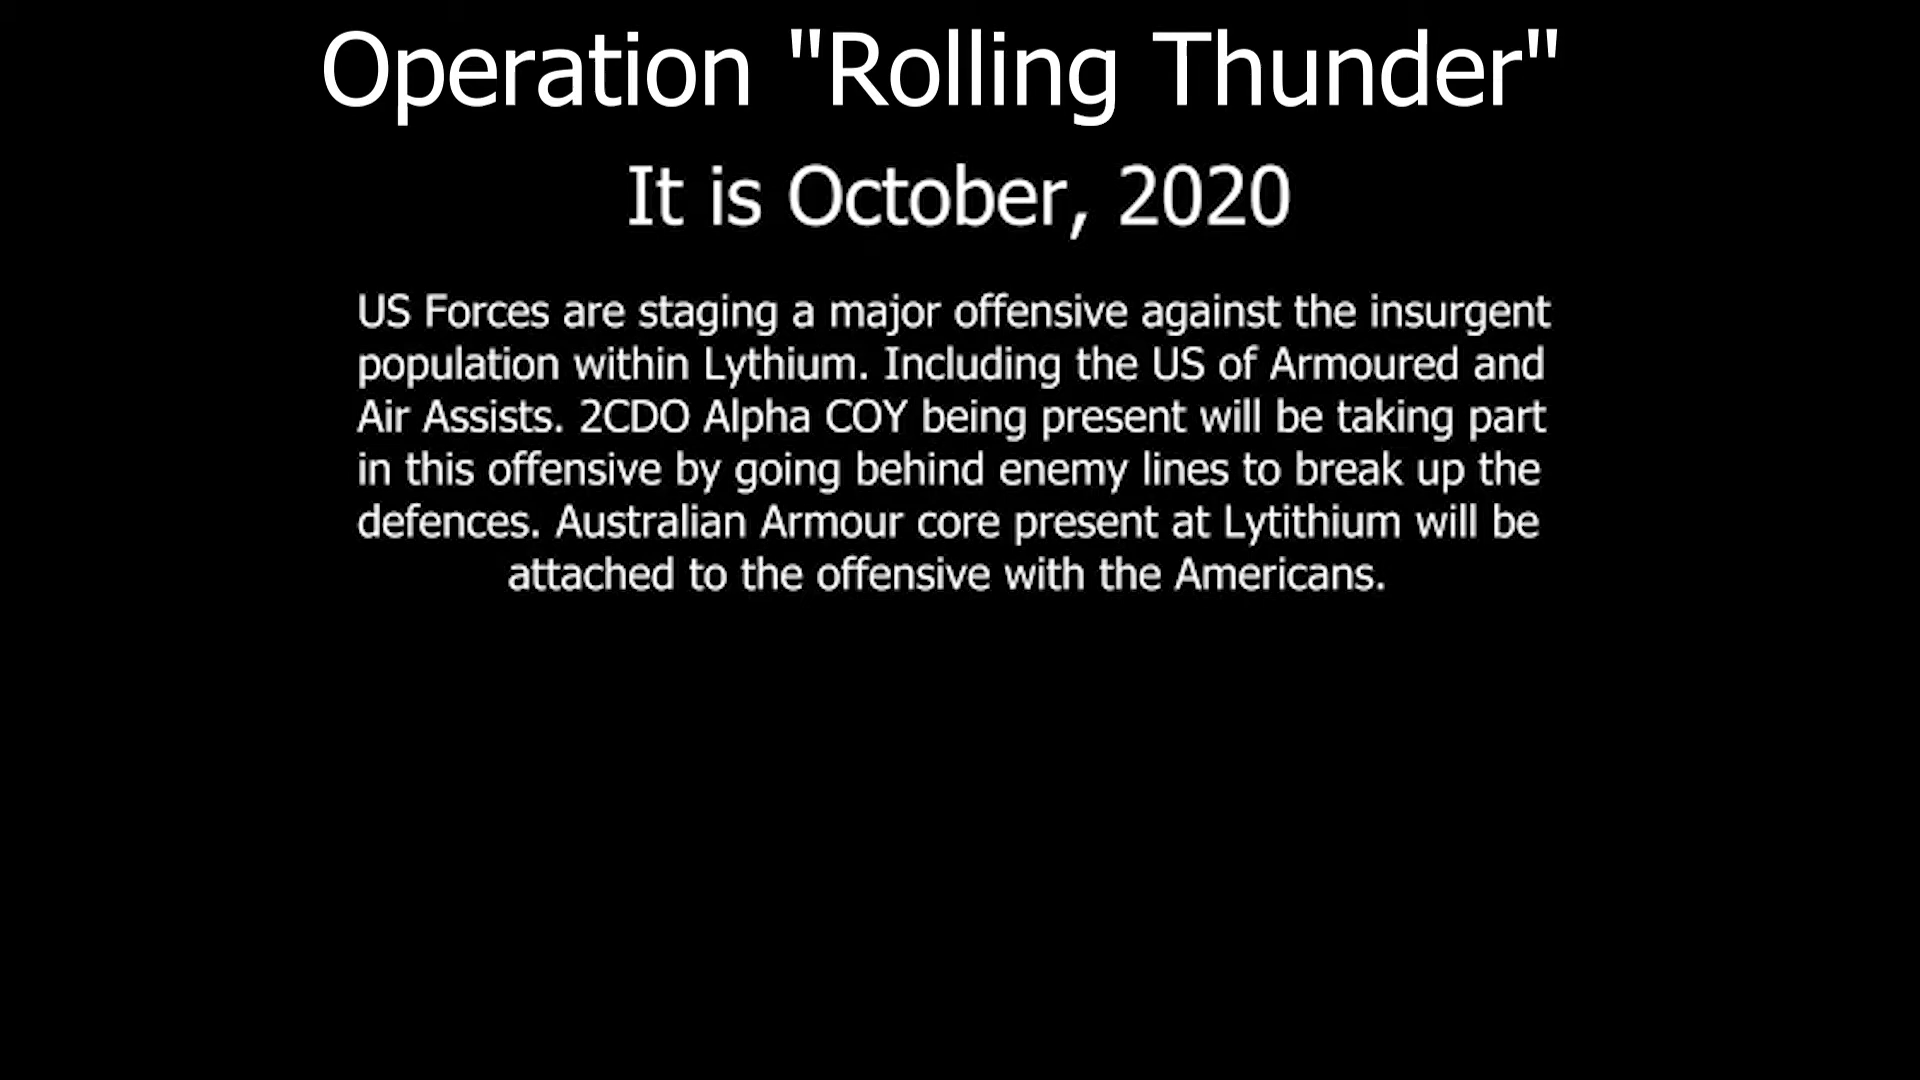 Operation "Rolling Thunder"
It is October, 2020
US Forces are staging a major offensive against the insurgent
population within Lythium. Including the US of Armoured and
Air Assists. 2CDO Alpha COY being present will be taking part
in this offensive by going behind enemy lines to break up the
defences. Australian Armour core present at Lytithium will be
attached to the offensive with the Americans.